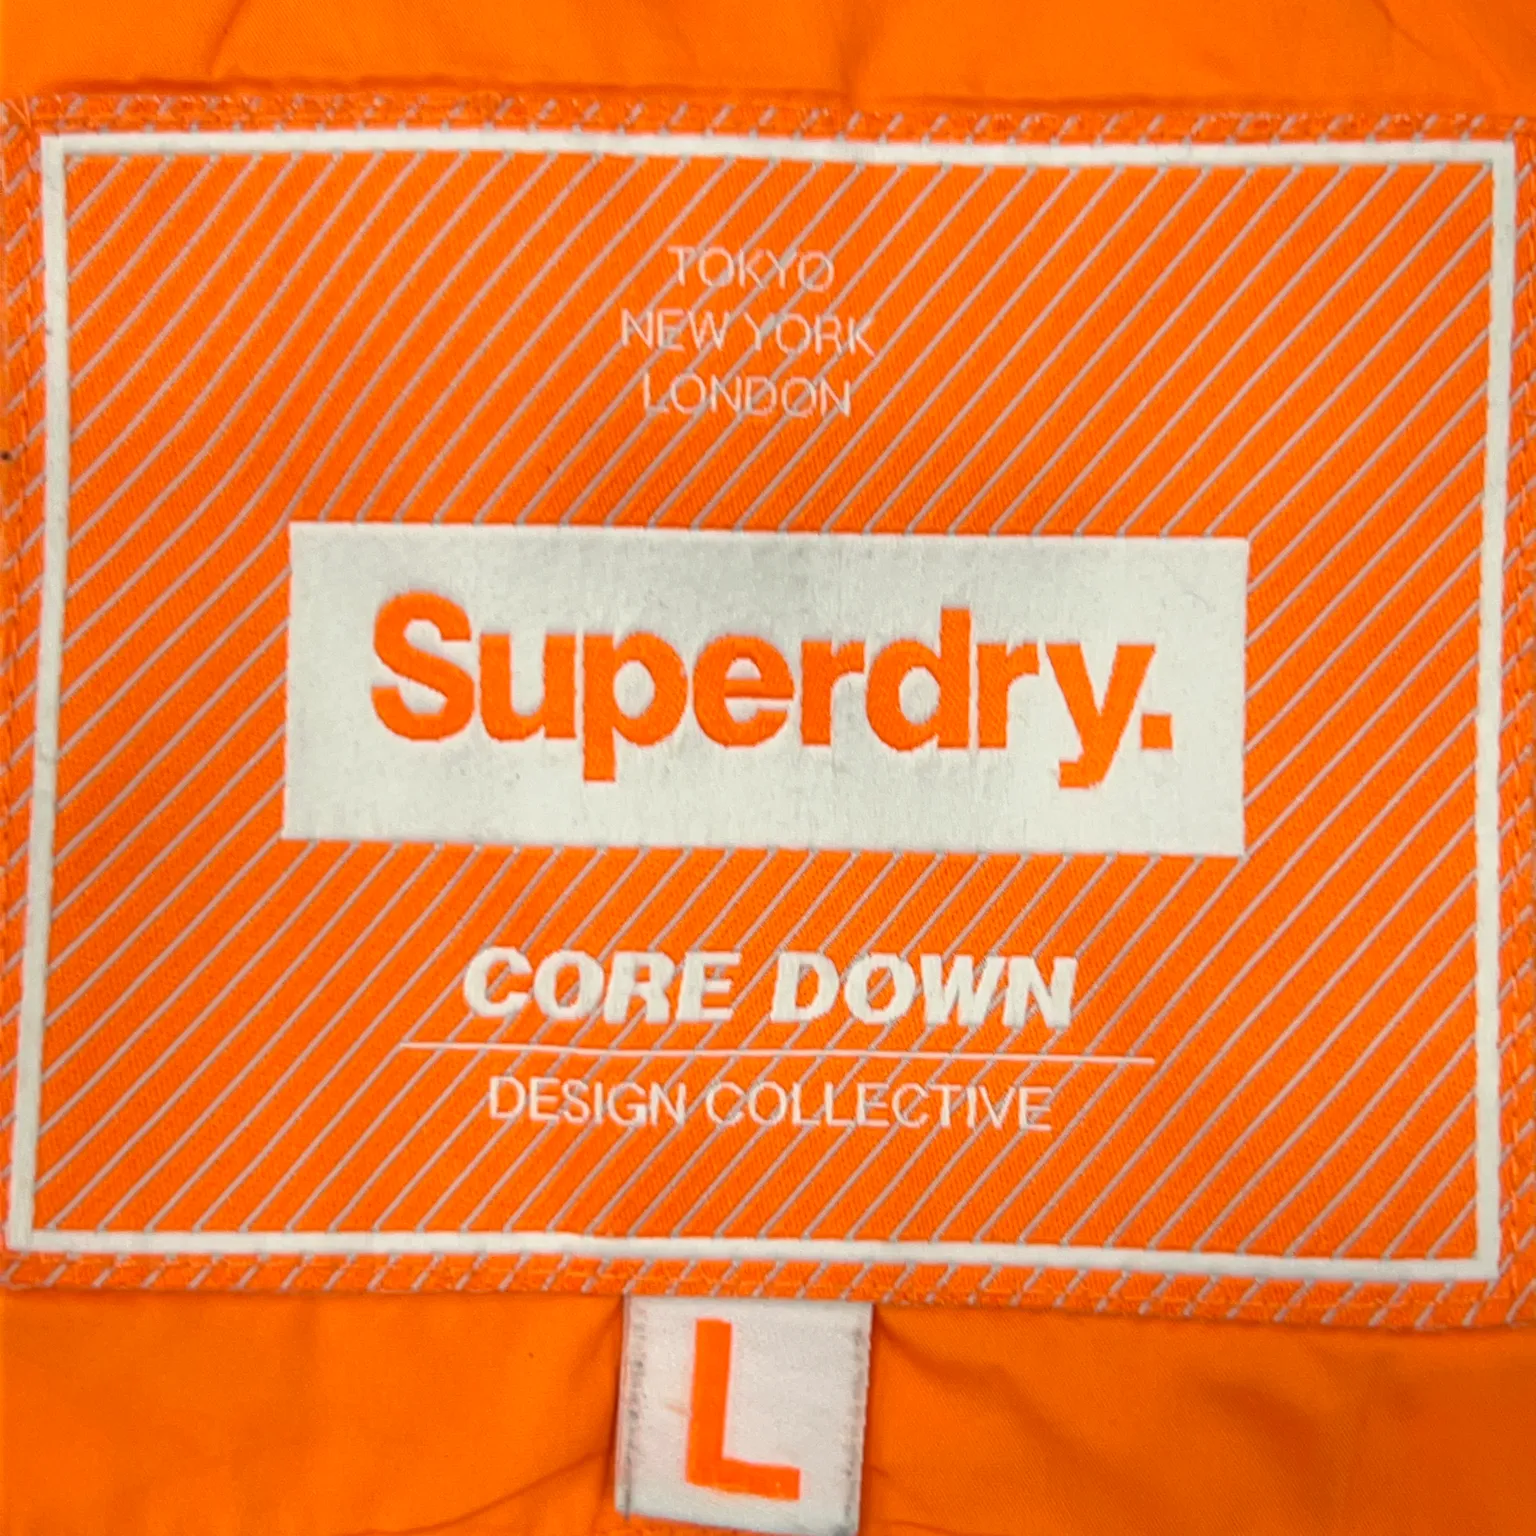 TOKYO
NEW YORK
LONDON
Superdry.
CORE DOWN
DESIGN COLLECTIVE
L